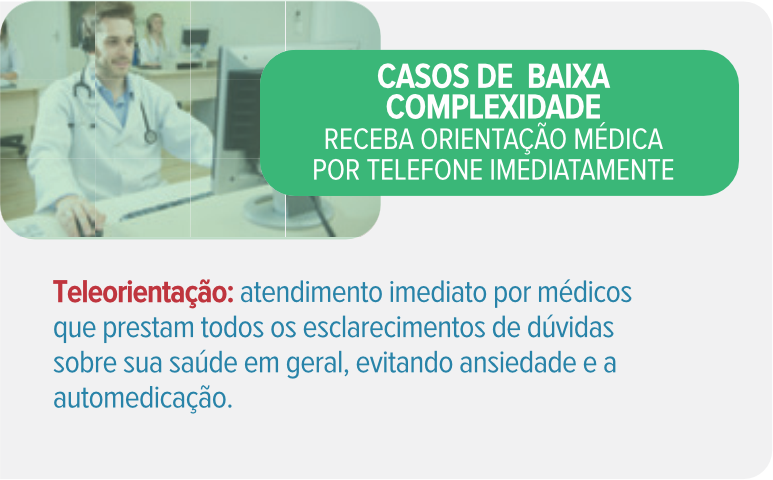 CASOS DE BAIXA
COMPLEXIDADE
RECEBA ORIENTAÇÃO MÉDICA
POR TELEFONE IMEDIATAMENTE
Teleorientação: atendimento imediato por médicos
que prestam todos os esclarecimentos de dúvidas
sobre sua saúde em geral, evitando ansiedade e a
automedicação.